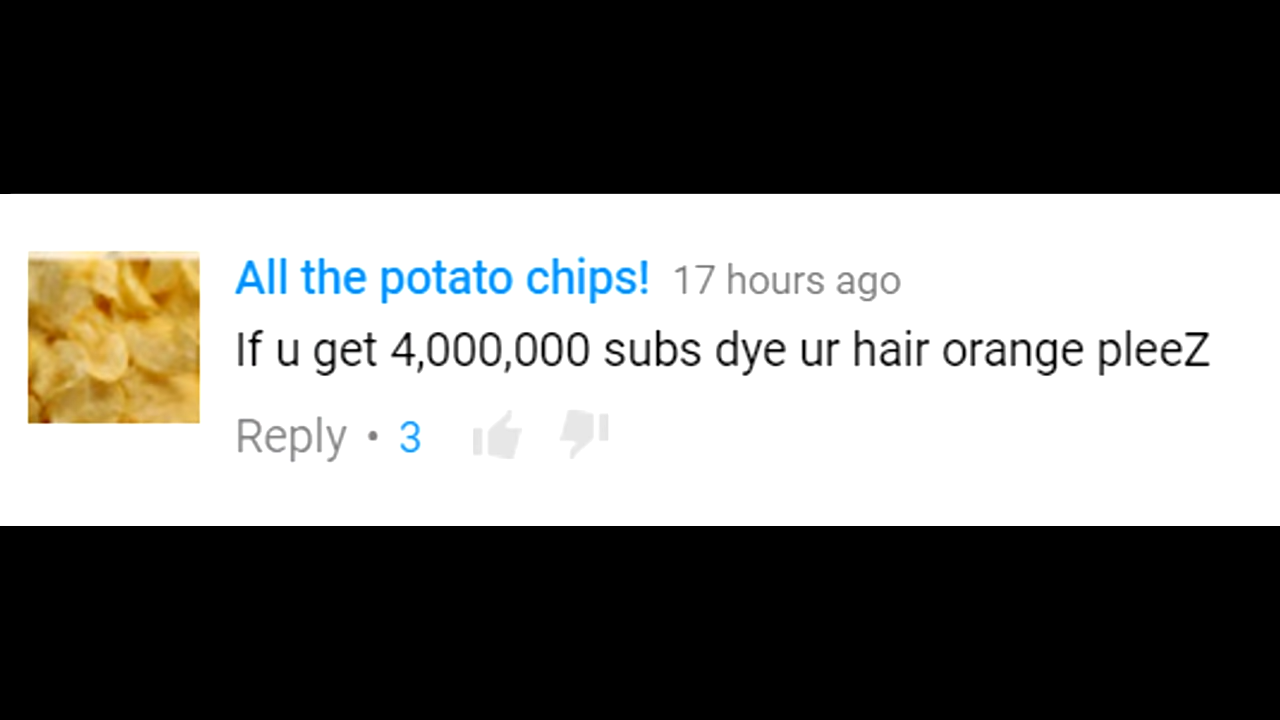 All the potato chips! 17 hours ago
If u get 4,000,000 subs dye ur hair orange pleeZ
Reply • 3